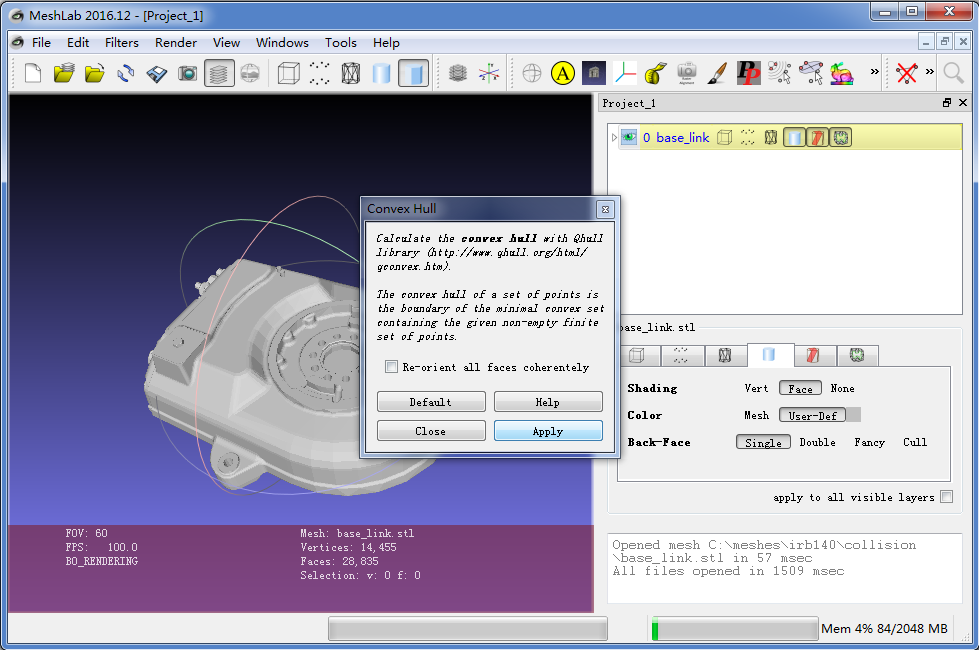 MeshLab 2016.12 - [Project_1]
File Edit Filters Render View Windows Tools Help
A
PP
»
»
Project_1
0 base_link
Convex Hull
Calculate the convex hull with Qhull
library (http://www.qhull.org/html/
qconvex.htm).
The convex hull of a set of points is
the boundary of the minimal convex set
containing the given non-empty finite
set of points.
Re-orient all faces coherentely
Default Help
Close Apply
base_link.stl
Shading Vert Face None
Color Mesh User-Def
Back-Face Single Double Fancy Cull
apply to all visible layers
FOV: 60
FPS: 100.0
BO_RENDERING
Mesh: base_link.stl
Vertices: 14,455
Faces: 28,835
Selection: v: 0 f: 0
Opened mesh C:\meshes\irb140\collision
\base_link.stl in 57 msec
All files opened in 1509 msec
Mem 4% 84/2048 MB